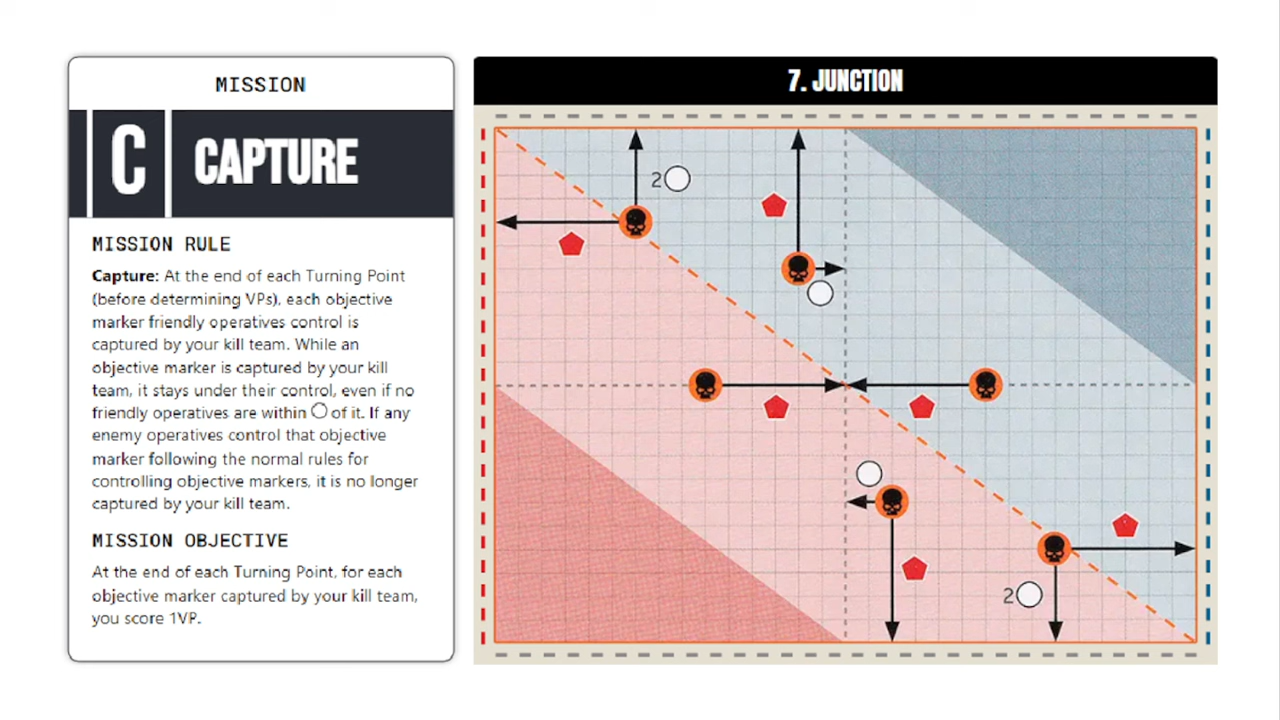 MISSION
C CAPTURE
MISSION RULE
Capture: At the end of each Turning Point
(before determining VPs), each objective
marker friendly operatives control is
captured by your kill team. While an
objective marker is captured by your kill
team, it stays under their control, even if no
friendly operatives are within ○ of it. If any
enemy operatives control that objective
marker following the normal rules for
controlling objective markers, it is no longer
captured by your kill team.
MISSION OBJECTIVE
At the end of each Turning Point, for each
objective marker captured by your kill team,
you score 1VP.
7. JUNCTION
2
2